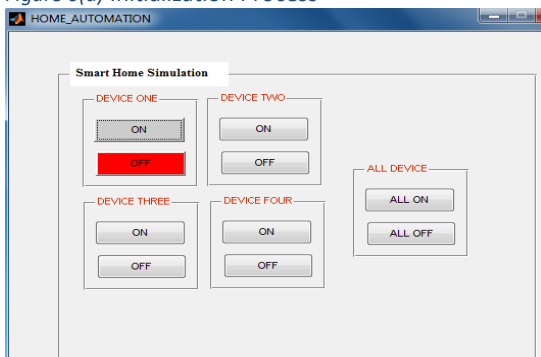 Figure 5(a) Initialization Process
HOME_AUTOMATION
Smart Home Simulation
DEVICE ONE
ON
OFF
DEVICE TWO
ON
OFF
DEVICE THREE
ON
OFF
DEVICE FOUR
ON
OFF
ALL DEVICE
ALL ON
ALL OFF